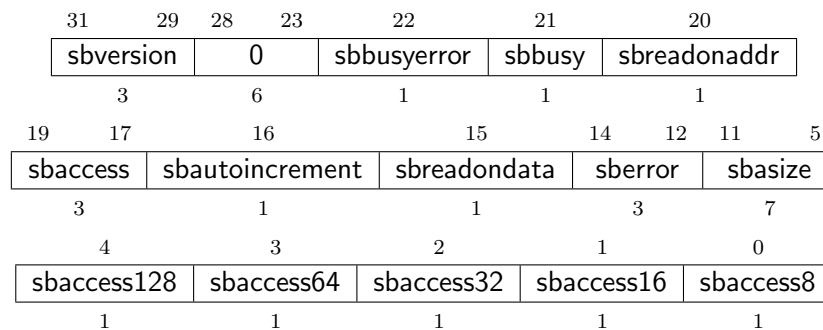 31 29 28 23 22 21 20
sbversion 0 sbbusyerror sbbusy sbreadonaddr
3 6 1 1 1
19 17 16 15 14 12 11 5
sbaccess sbautoincrement sbreadondata sberror sbasize
3 1 1 3 7
4 3 2 1 0
sbaccess128 sbaccess64 sbaccess32 sbaccess16 sbaccess8
1 1 1 1 1